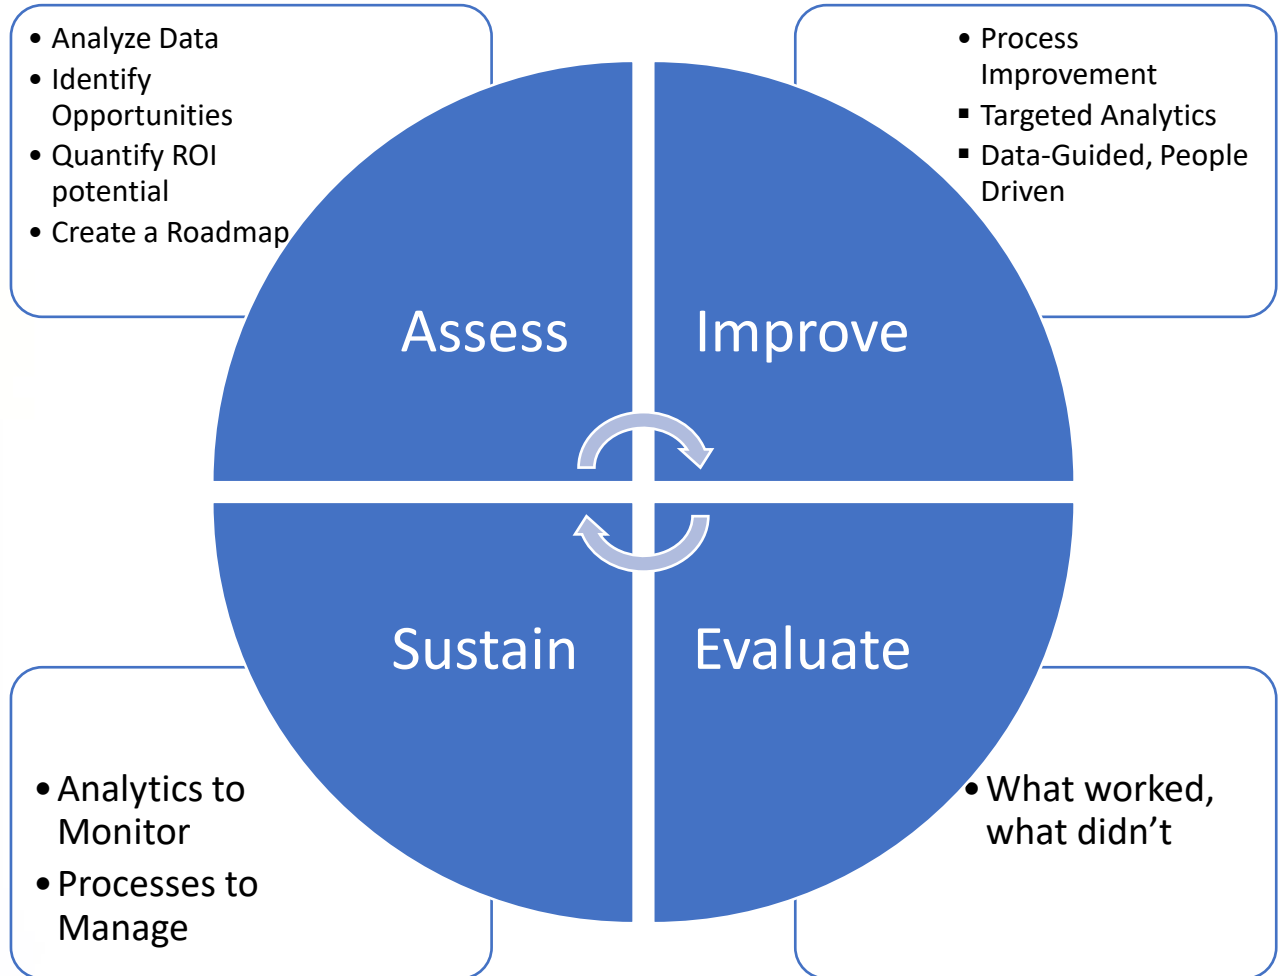 • Analyze Data
• Identify
Opportunities
• Quantify ROI
potential
• Create a Roadmap
• Process
Improvement
▪ Targeted Analytics
▪ Data-Guided, People
Driven
Assess
Improve
Sustain
Evaluate
• Analytics to
Monitor
• Processes to
Manage
• What worked,
what didn’t